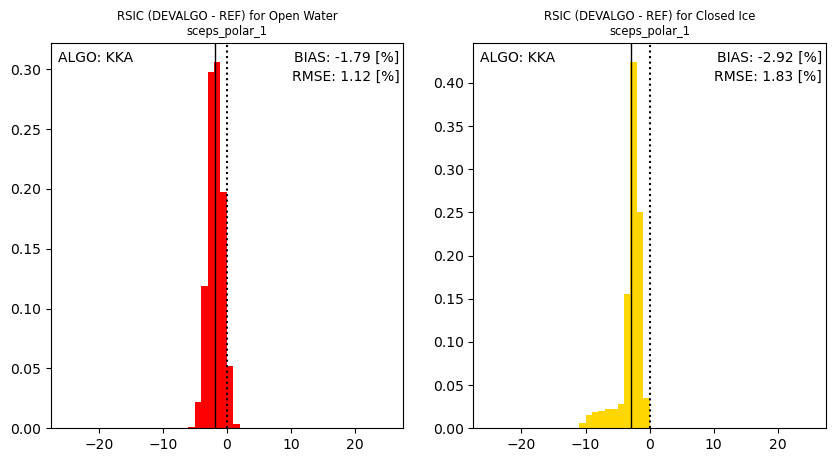 RSIC (DEVALGO - REF) for Open Water
sceps_polar_1
ALGO: KKA
BIAS: -1.79 [%]
RMSE: 1.12 [%]
0.30
0.25
0.20
0.15
0.10
0.05
0.00
−20
−10
0
10
20
RSIC (DEVALGO - REF) for Closed Ice
sceps_polar_1
ALGO: KKA
BIAS: -2.92 [%]
RMSE: 1.83 [%]
0.40
0.35
0.30
0.25
0.20
0.15
0.10
0.05
0.00
−20
−10
0
10
20